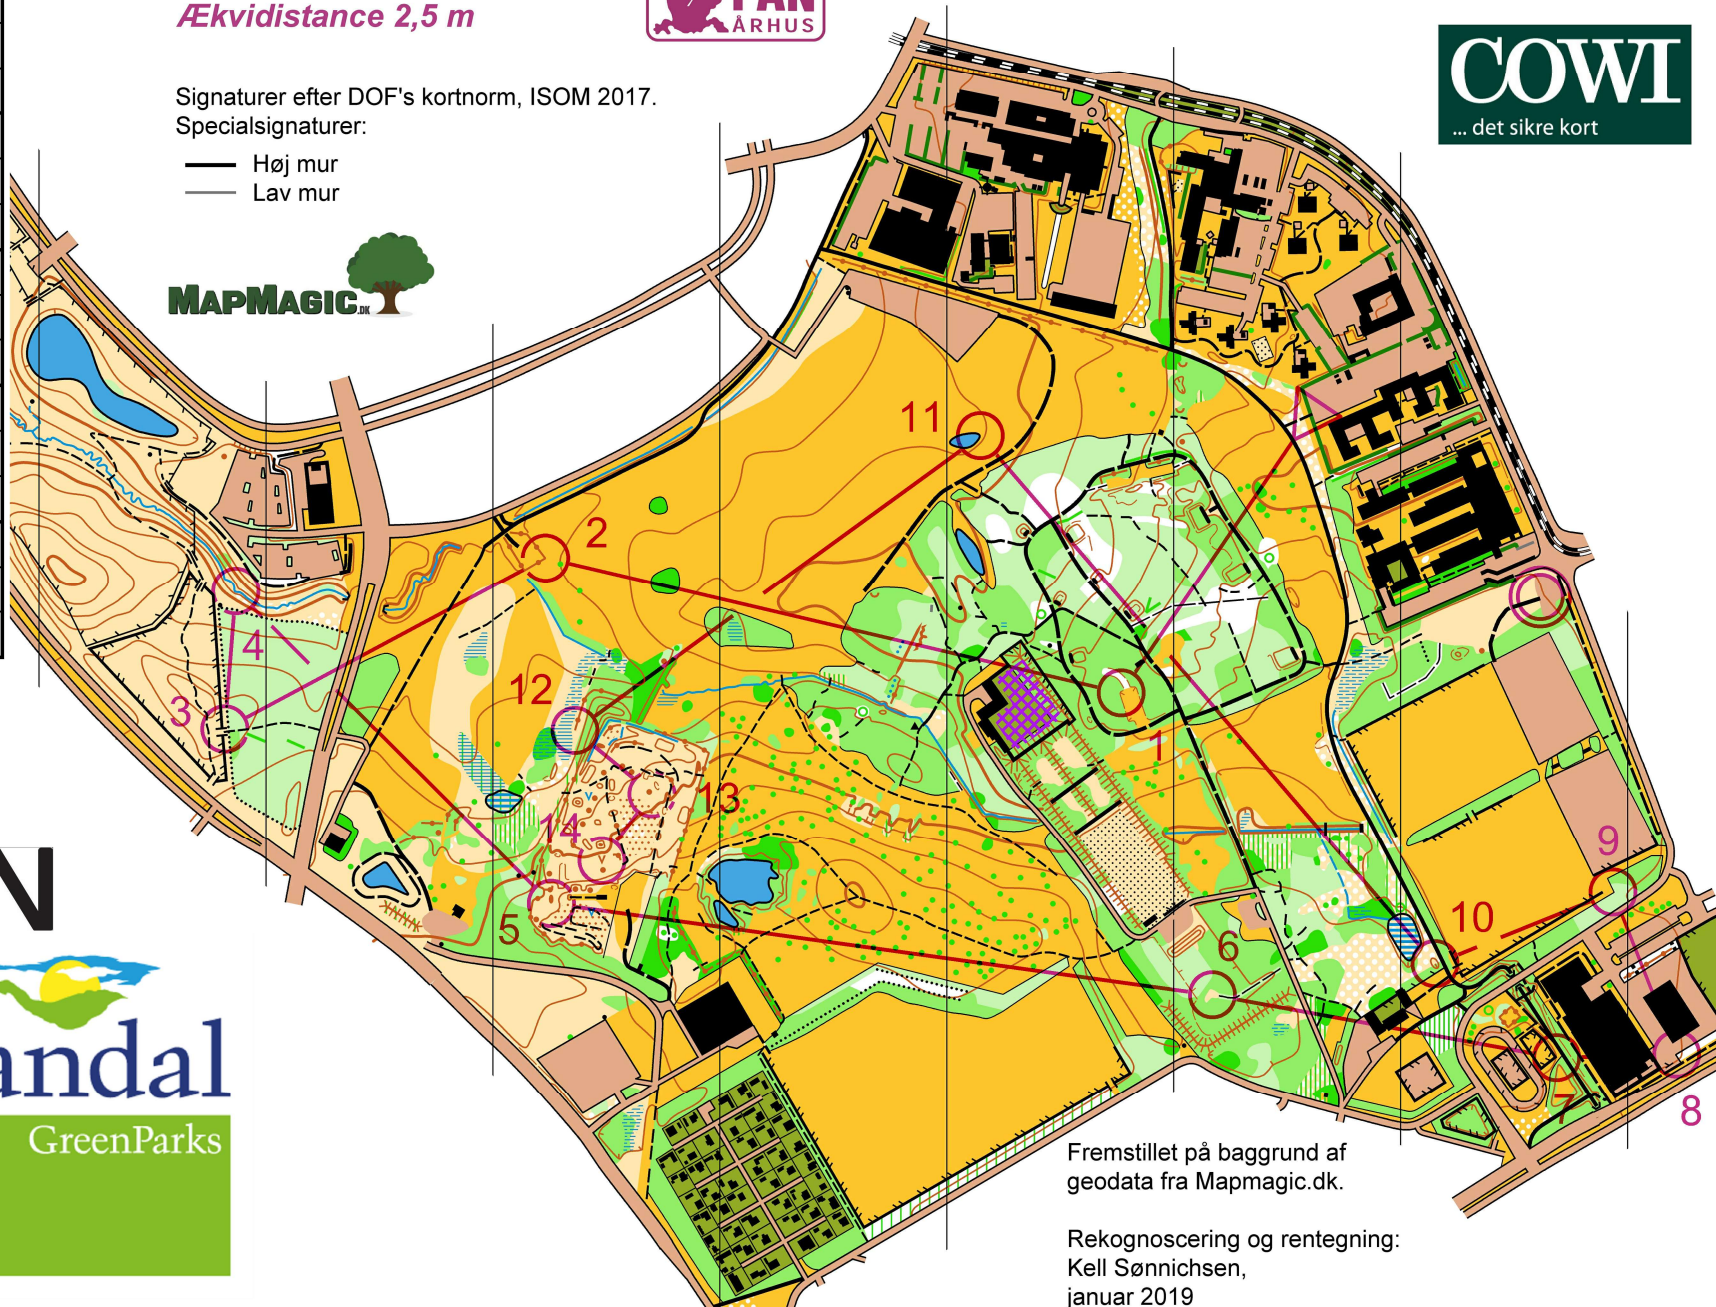 Ækvidistance 2,5 m
PAN
ÅRHUS
COWI
... det sikre kort
Signaturer efter DOF's kortnorm, ISOM 2017.
Specialsignaturer:
Høj mur
Lav mur
MAPMAGIC.DK
11
2
4
3
12
13
14
1
5
6
9
10
7
8
N
andal
GreenParks
Fremstillet på baggrund af
geodata fra Mapmagic.dk.
Rekognoscering og rentegning:
Kell Sønnichsen,
januar 2019